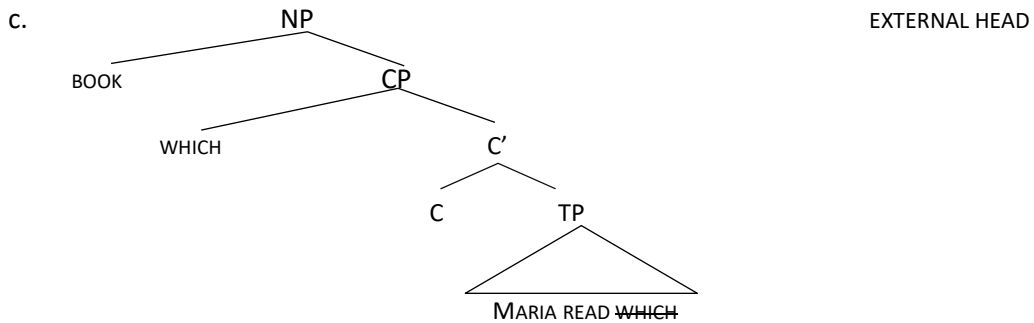 c. NP EXTERNAL HEAD
BOOK CP
WHICH C’
C TP
MARIA READ WHICH